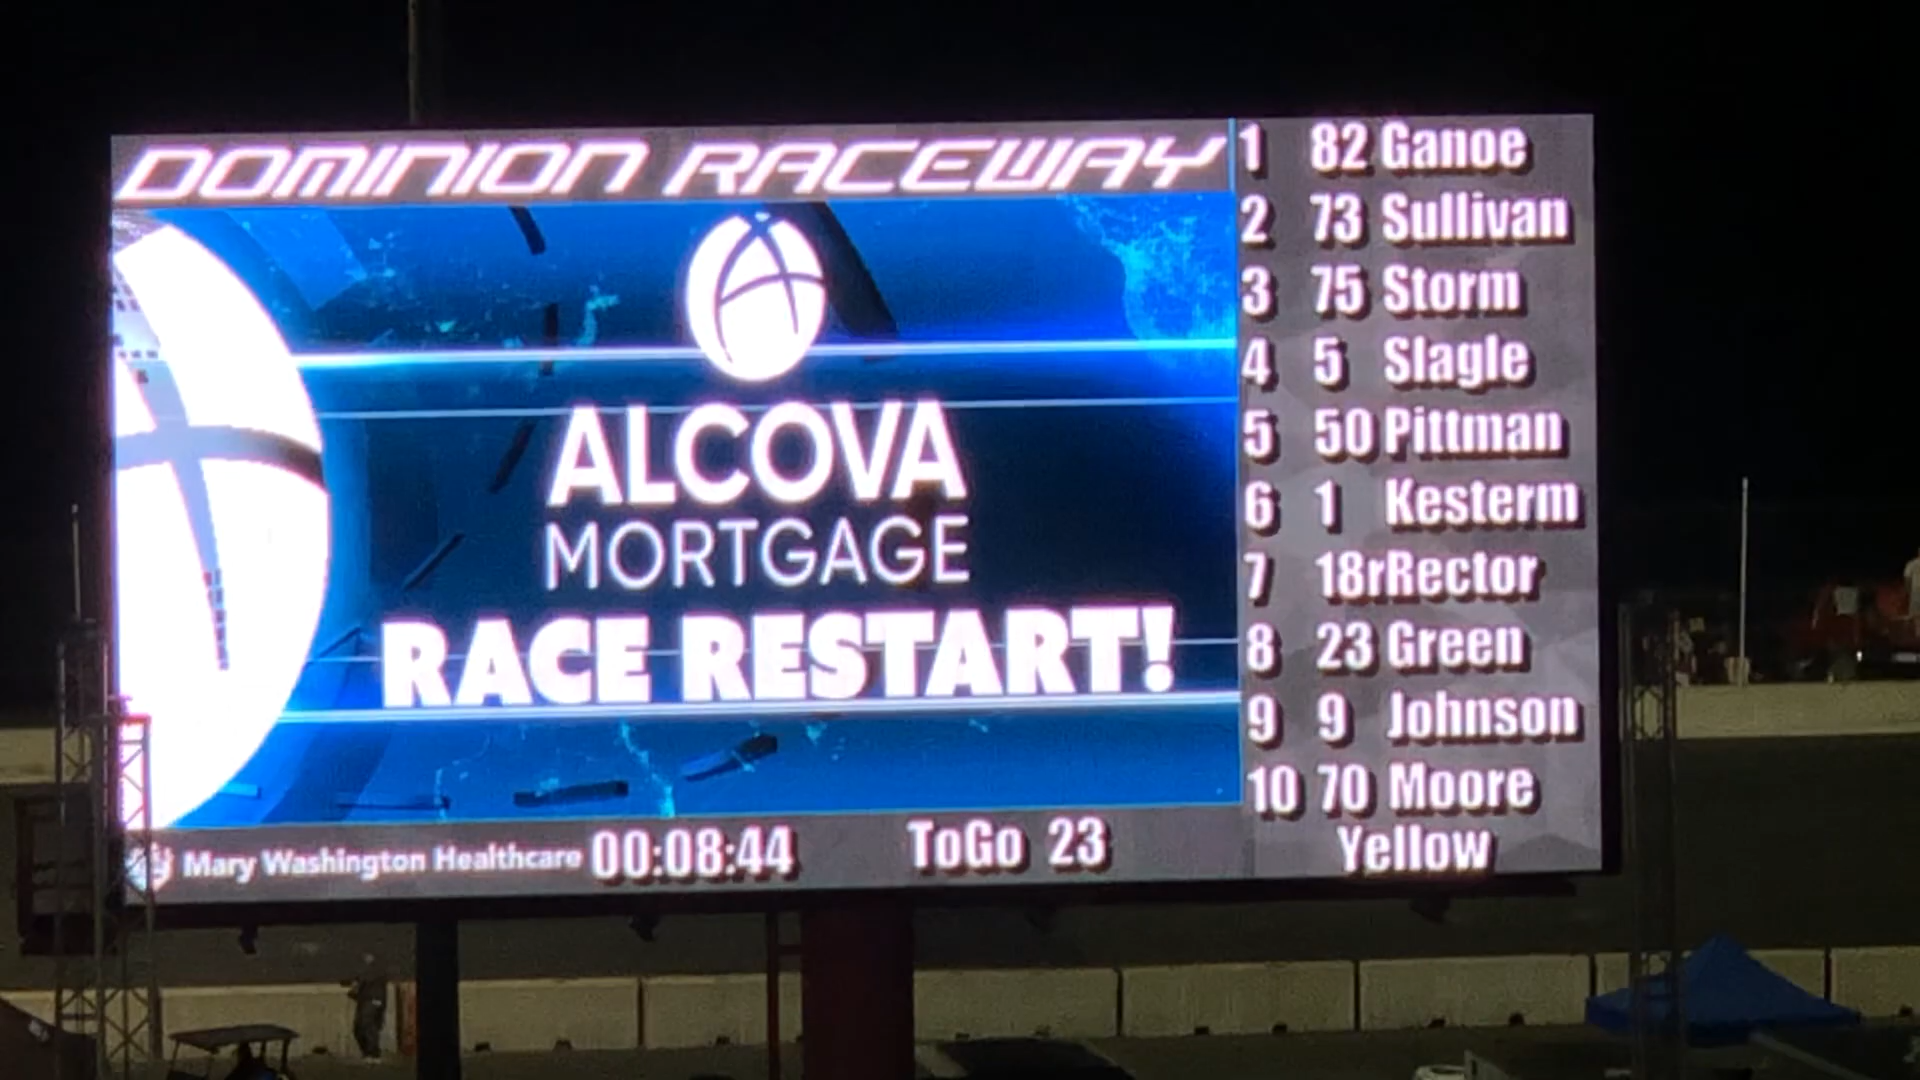 DOMINION RACEWAY
ALCOVA
MORTGAGE
RACE RESTART!
Mary Washington Healthcare 00:08:44 ToGo 23
1 82 Ganoe
2 73 Sullivan
3 75 Storm
4 5 Slagle
5 50 Pittman
6 1 Kesterm
7 18rRector
8 23 Green
9 9 Johnson
10 70 Moore
Yellow